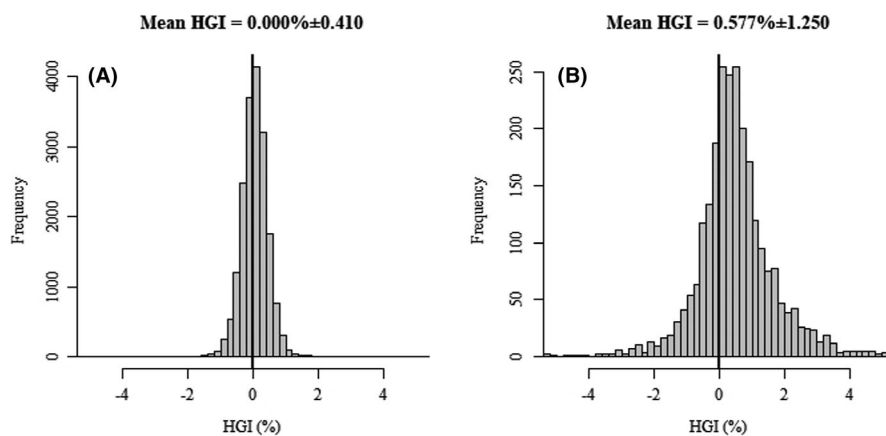 Mean HGI = 0.000%±0.410
(A)
Frequency
0
1000
2000
3000
4000
-4 -2 0 2 4
HGI (%)
Mean HGI = 0.577%±1.250
(B)
Frequency
0
50
100
150
200
250
-4 -2 0 2 4
HGI (%)